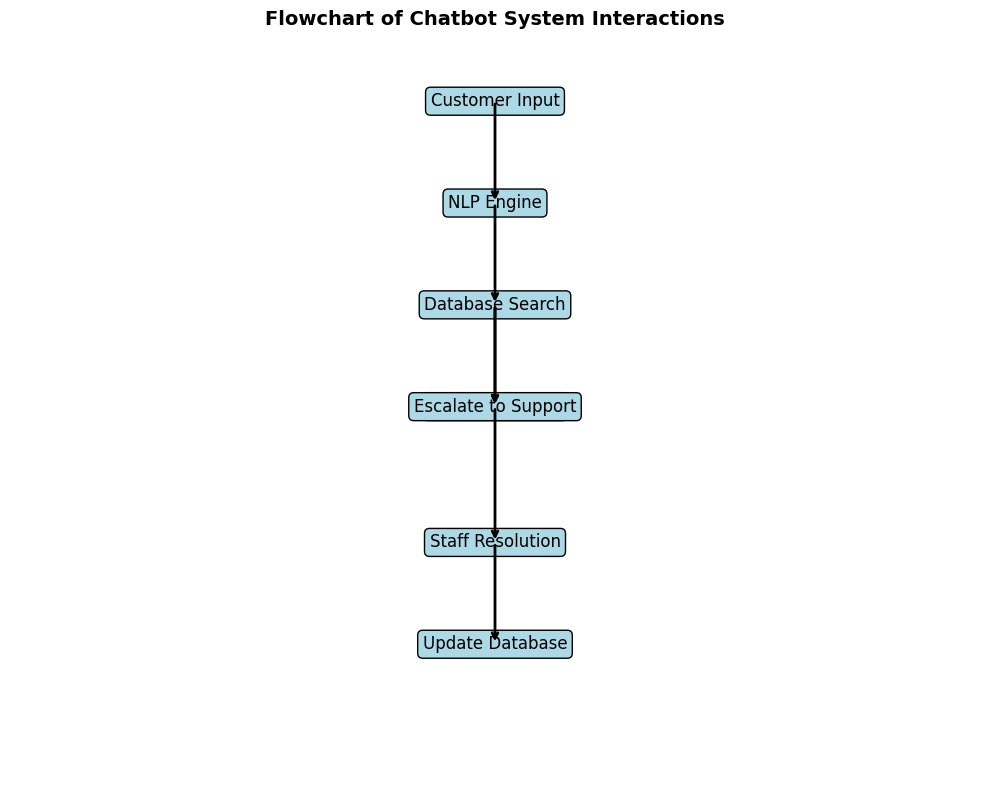 Flowchart of Chatbot System Interactions
Customer Input
NLP Engine
Database Search
Escalate to Support
Staff Resolution
Update Database